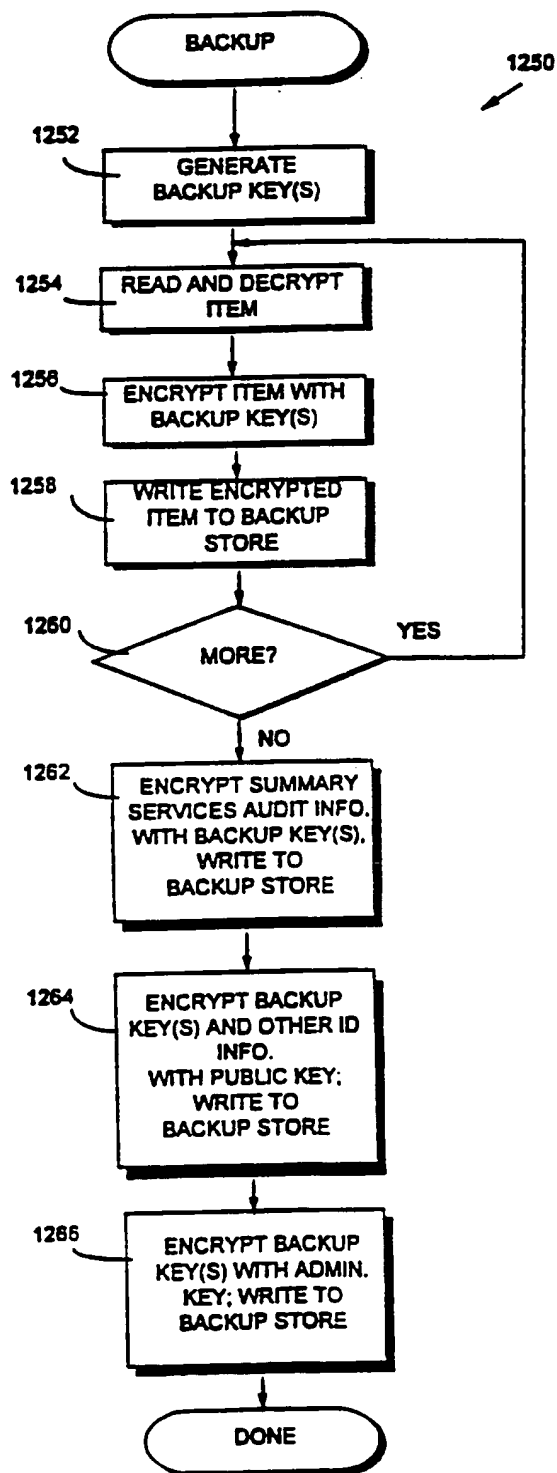 BACKUP
1250
1252
GENERATE
BACKUP KEY(S)
1254
READ AND DECRYPT
ITEM
1256
ENCRYPT ITEM WITH
BACKUP KEY(S)
1258
WRITE ENCRYPTED
ITEM TO BACKUP
STORE
1260
MORE?
YES
NO
1262
ENCRYPT SUMMARY
SERVICES AUDIT INFO.
WITH BACKUP KEY(S),
WRITE TO
BACKUP STORE
1264
ENCRYPT BACKUP
KEY(S) AND OTHER ID
INFO.
WITH PUBLIC KEY;
WRITE TO
BACKUP STORE
1266
ENCRYPT BACKUP
KEY(S) WITH ADMIN.
KEY; WRITE TO
BACKUP STORE
DONE